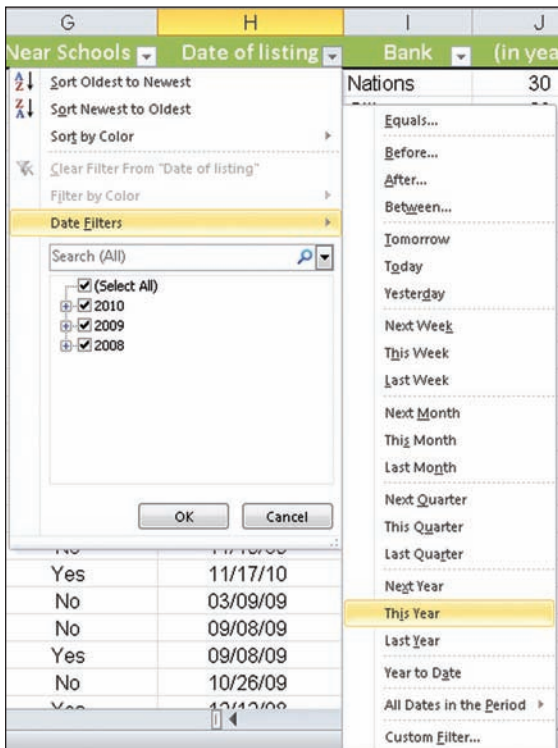 G H I J
Near Schools Date of listing Bank (in yea
Sort Oldest to Newest
Sort Newest to Oldest
Sort by Color
Clear Filter From "Date of listing"
Filter by Color
Date Filters
Search (All)
(Select All)
2010
2009
2008
OK Cancel
Yes 11/17/10
No 03/09/09
No 09/08/09
Yes 09/08/09
No 10/26/09
Nations 30
Equals...
Before...
After...
Between...
Tomorrow
Today
Yesterday
Next Week
This Week
Last Week
Next Month
This Month
Last Month
Next Quarter
This Quarter
Last Quarter
Next Year
This Year
Last Year
Year to Date
All Dates in the Period
Custom Filter...